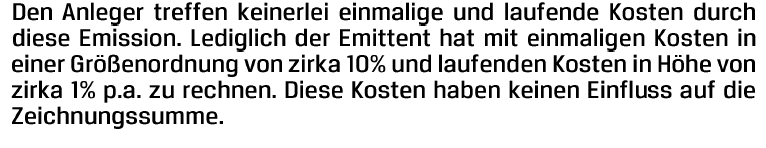 Den Anleger treffen keinerlei einmalige und laufende Kosten durch
diese Emission. Lediglich der Emittent hat mit einmaligen Kosten in
einer Größenordnung von zirka 10% und laufenden Kosten in Höhe von
zirka 1% p.a. zu rechnen. Diese Kosten haben keinen Einfluss auf die
Zeichnungssumme.